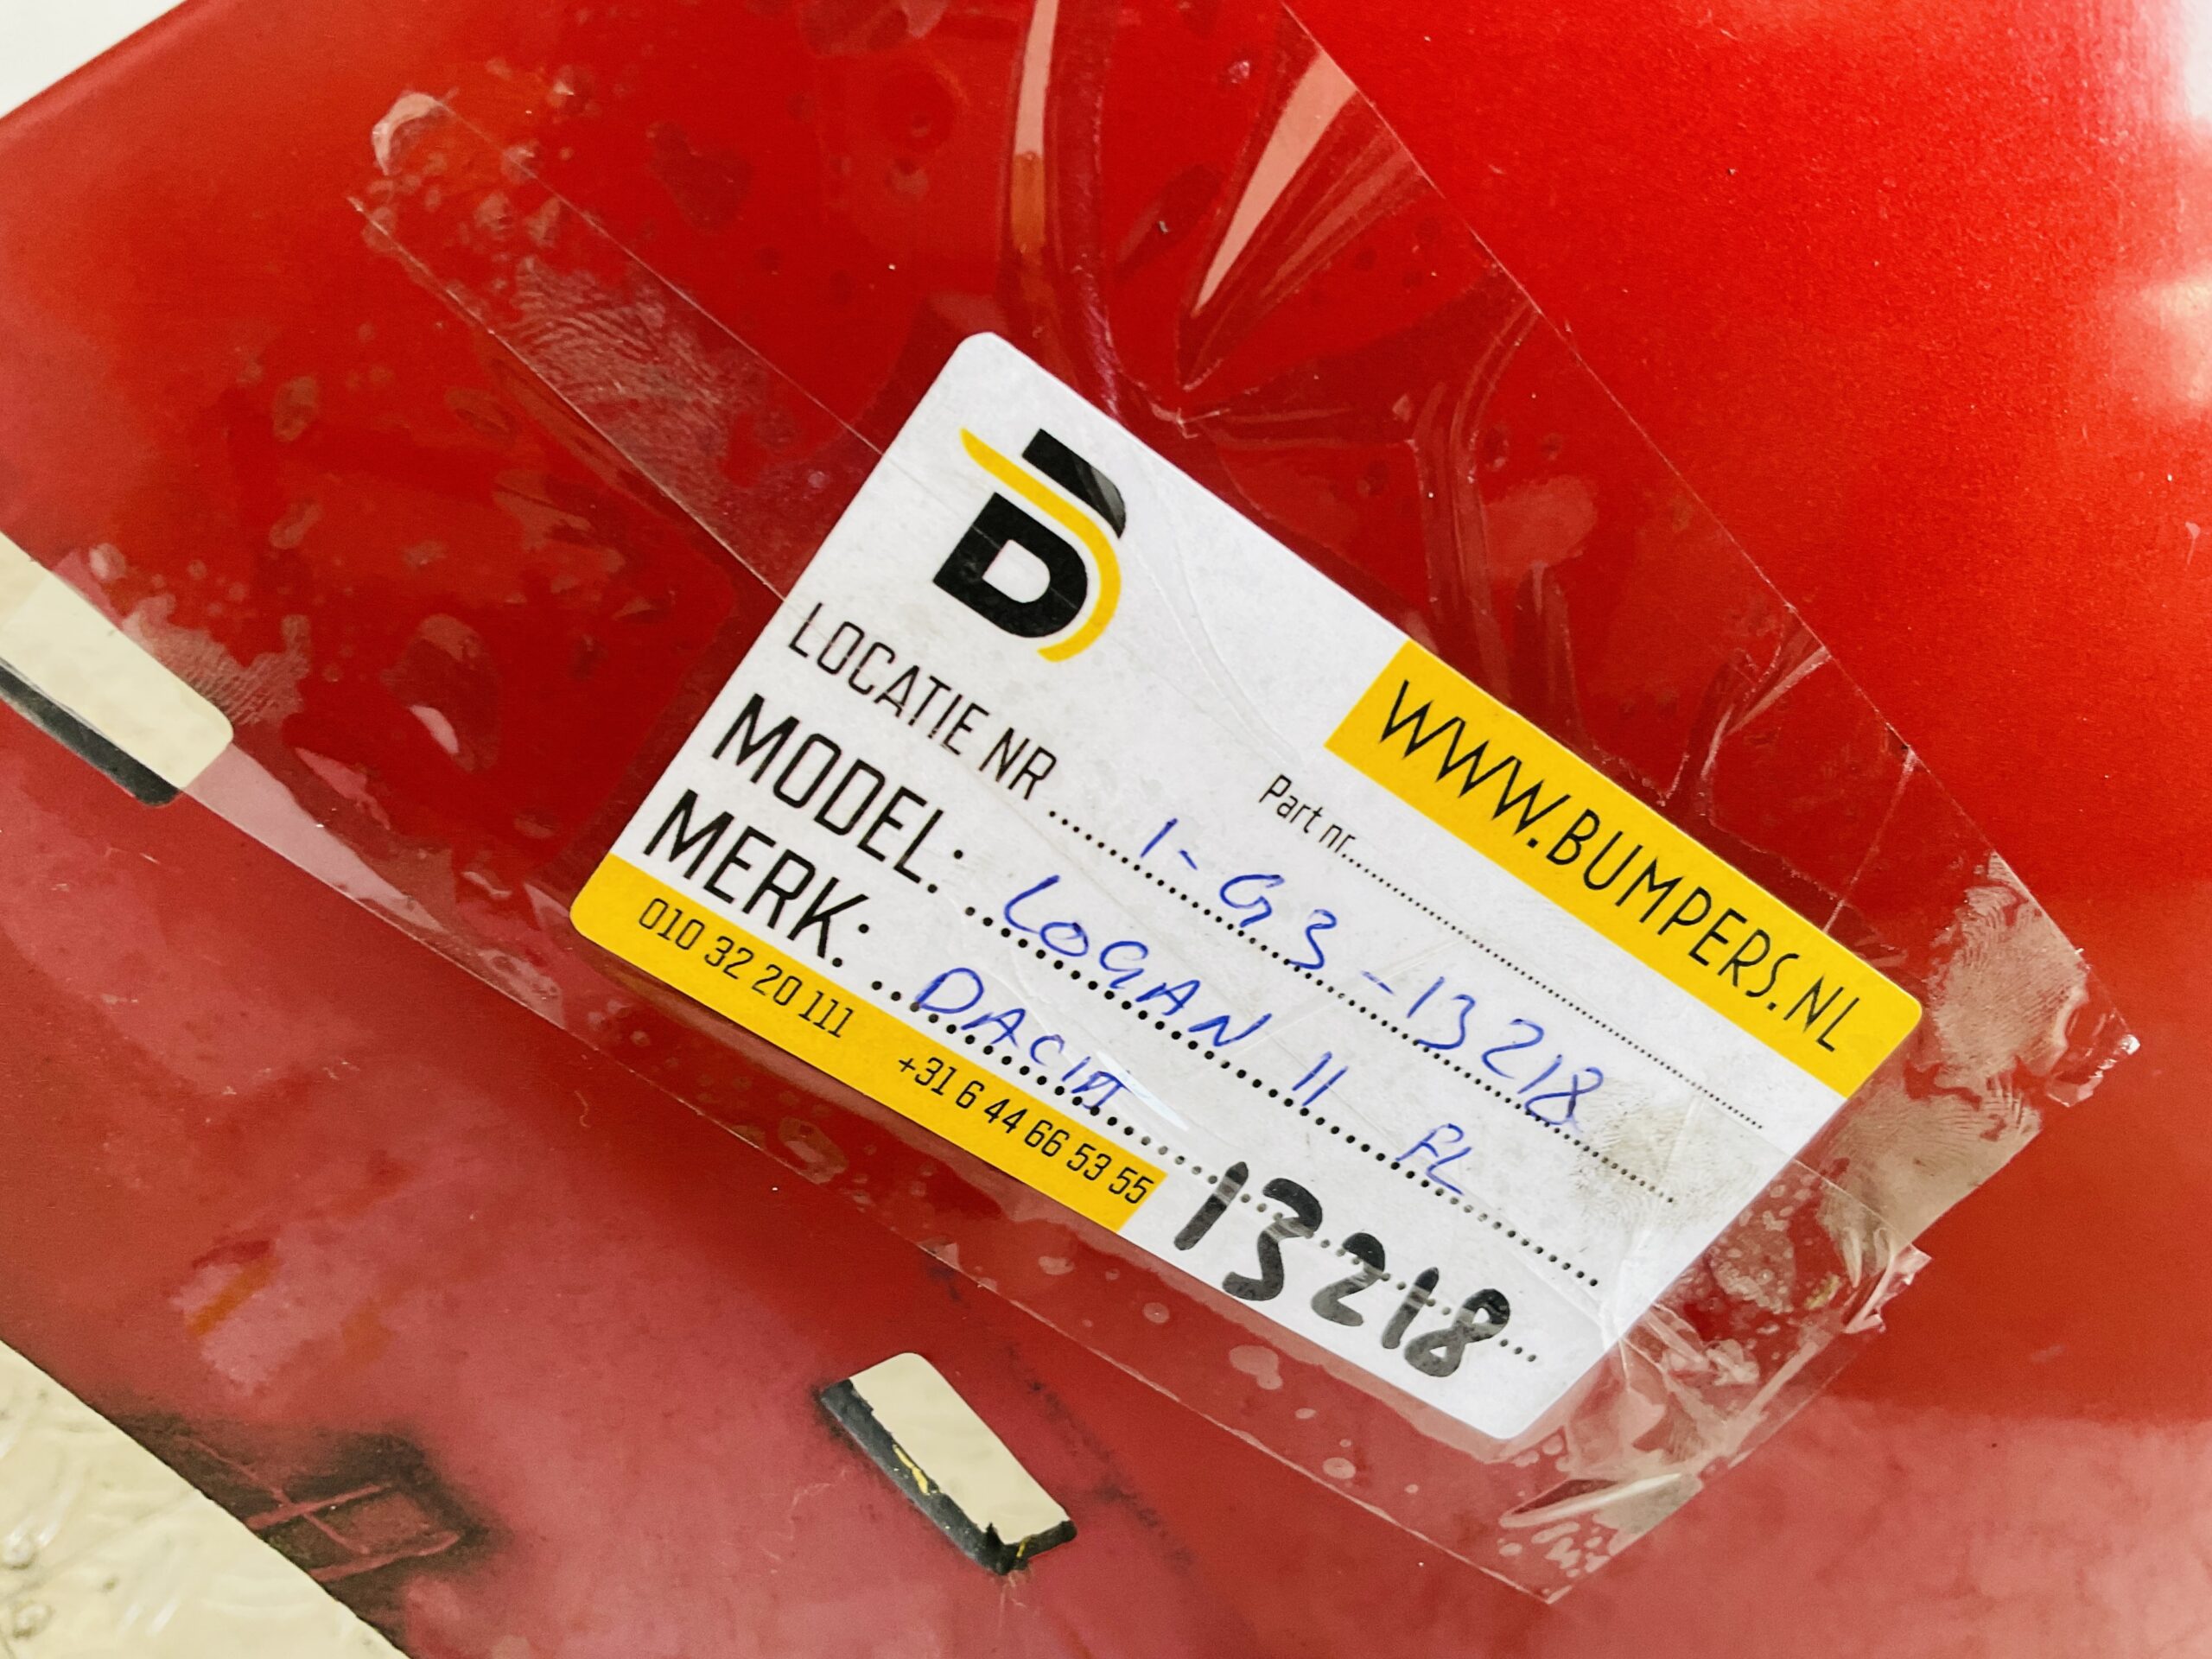 B
WWW.BUMPERS.NL
Part nr.
LOCATIE NR 1-G3-13218
MODEL: LOGAN II FL
MERK: DACIA
13218
010 32 20 111 +31 6 44 66 53 55